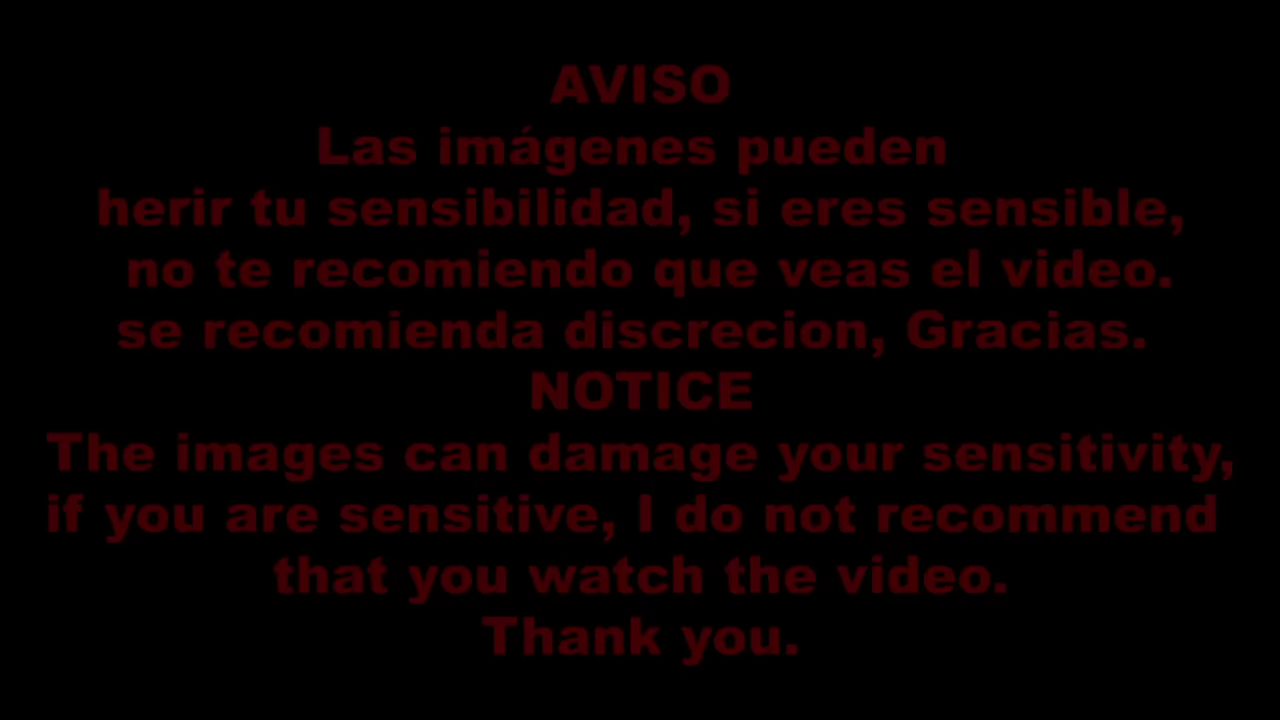 AVISO
Las imágenes pueden
herir tu sensibilidad, si eres sensible,
no te recomiendo que veas el video.
se recomienda discrecion, Gracias.
NOTICE
The images can damage your sensitivity,
if you are sensitive, I do not recommend
that you watch the video.
Thank you.